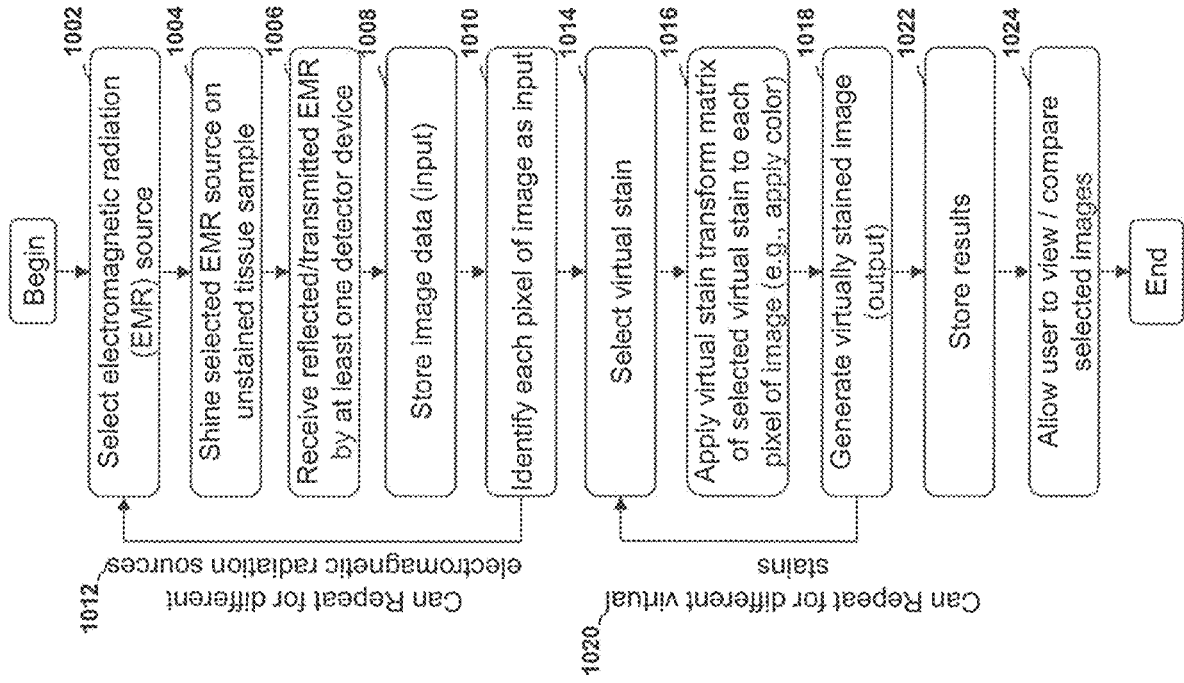 Begin
1002
Select electromagnetic radiation
(EMR) source
1004
Shine selected EMR source on
unstained tissue sample
1006
Receive reflected/transmitted EMR
by at least one detector device
1008
Store image data (input)
1010
Identify each pixel of image as input
1012
Can Repeat for different
electromagnetic radiation sources
1014
Select virtual stain
1016
Apply virtual stain transform matrix
of selected virtual stain to each
pixel of image (e.g., apply color)
1018
Generate virtually stained image
(output)
1020
Can Repeat for different virtual
stains
1022
Store results
1024
Allow user to view / compare
selected images
End